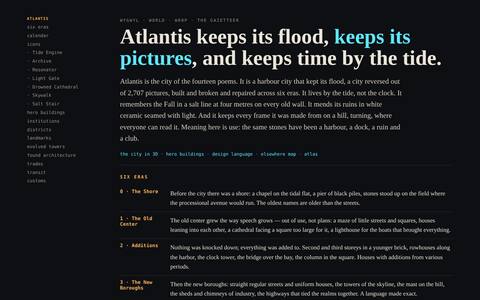 ATLANTIS
six eras
calendar
icons
· Tide Engine
· Archive
· Resonator
· Light Gate
· Drowned Cathedral
· Skywalk
· Salt Stair
hero buildings
institutions
districts
landmarks
evolved towers
found architecture
trades
transit
customs
WYGWYL · WORLD · WRAP · THE GAZETTEER
Atlantis keeps its flood, keeps its
pictures, and keeps time by the tide.
Atlantis is the city of the fourteen poems. It is a harbour city that kept its flood, a city reversed out
of 2,707 pictures, built and broken and repaired across six eras. It lives by the tide, not the clock. It
remembers the Fall in a salt line at four metres on every old wall. It mends its ruins in white
ceramic seamed with light. And it keeps every frame it was made from on a hill, turning, where
everyone can read it. Meaning here is use: the same stones have been a harbour, a dock, a ruin and
a club.
the city in 3D · hero buildings · design language · elsewhere map · atlas
SIX ERAS
0 · The Shore
Before the city there was a shore: a chapel on the tidal flat, a pier of black piles, stones stood up on the field where
the processional avenue would run. The oldest names are older than the streets.
1 · The Old
Center
The old center grew the way speech grows — out of use, not plans: a maze of little streets and squares, houses
leaning into each other, a cathedral facing a square too large for it, a lighthouse for the boats that brought everything.
2 · Additions
Nothing was knocked down; everything was added to. Second and third storeys in a younger brick, rowhouses along
the harbor, the clock tower, the bridge over the bay, the column in the square. Houses with additions from various
periods.
3 · The New
Boroughs
Then the new boroughs: straight regular streets and uniform houses, the towers of the skyline, the mast on the hill,
the sheds and chimneys of industry, the highways that tied the realms together. A language made exact.